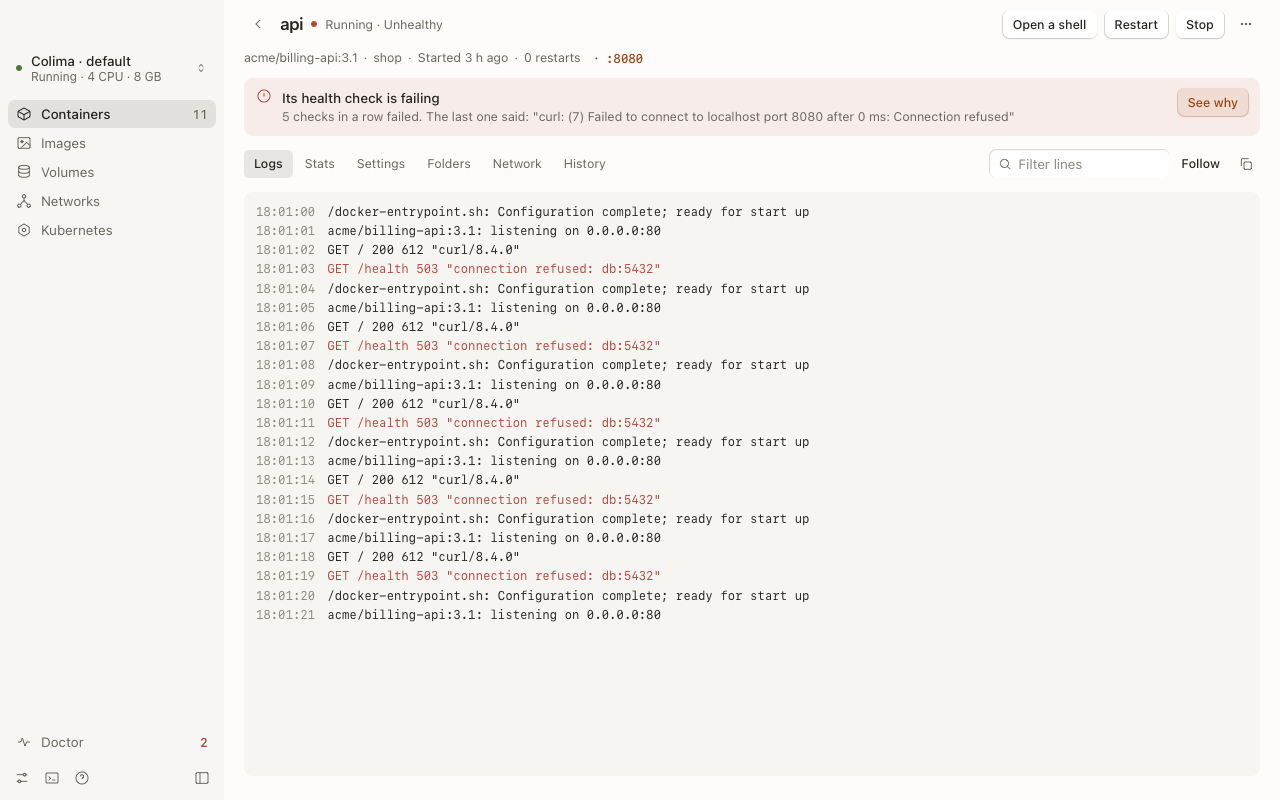 api Running · Unhealthy Open a shell Restart Stop
Colima · default
Running · 4 CPU · 8 GB
acme/billing-api:3.1 · shop · Started 3 h ago · 0 restarts · :8080
Containers 11
Images
Volumes
Networks
Kubernetes
Its health check is failing
5 checks in a row failed. The last one said: "curl: (7) Failed to connect to localhost port 8080 after 0 ms: Connection refused"
See why
Logs Stats Settings Folders Network History Filter lines Follow
18:01:00 /docker-entrypoint.sh: Configuration complete; ready for start up
18:01:01 acme/billing-api:3.1: listening on 0.0.0.0:80
18:01:02 GET / 200 612 "curl/8.4.0"
18:01:03 GET /health 503 "connection refused: db:5432"
18:01:04 /docker-entrypoint.sh: Configuration complete; ready for start up
18:01:05 acme/billing-api:3.1: listening on 0.0.0.0:80
18:01:06 GET / 200 612 "curl/8.4.0"
18:01:07 GET /health 503 "connection refused: db:5432"
18:01:08 /docker-entrypoint.sh: Configuration complete; ready for start up
18:01:09 acme/billing-api:3.1: listening on 0.0.0.0:80
18:01:10 GET / 200 612 "curl/8.4.0"
18:01:11 GET /health 503 "connection refused: db:5432"
18:01:12 /docker-entrypoint.sh: Configuration complete; ready for start up
18:01:13 acme/billing-api:3.1: listening on 0.0.0.0:80
18:01:14 GET / 200 612 "curl/8.4.0"
18:01:15 GET /health 503 "connection refused: db:5432"
18:01:16 /docker-entrypoint.sh: Configuration complete; ready for start up
18:01:17 acme/billing-api:3.1: listening on 0.0.0.0:80
18:01:18 GET / 200 612 "curl/8.4.0"
18:01:19 GET /health 503 "connection refused: db:5432"
18:01:20 /docker-entrypoint.sh: Configuration complete; ready for start up
18:01:21 acme/billing-api:3.1: listening on 0.0.0.0:80
Doctor 2